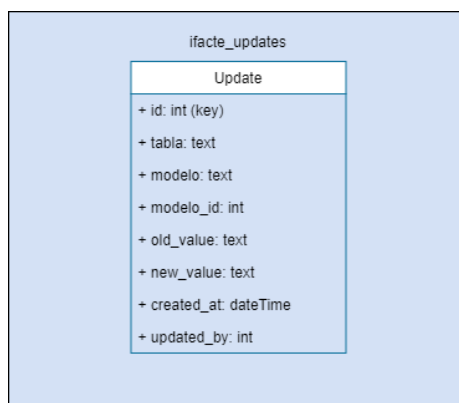 ifacte_updates
Update
+ id: int (key)
+ tabla: text
+ modelo: text
+ modelo_id: int
+ old_value: text
+ new_value: text
+ created_at: dateTime
+ updated_by: int